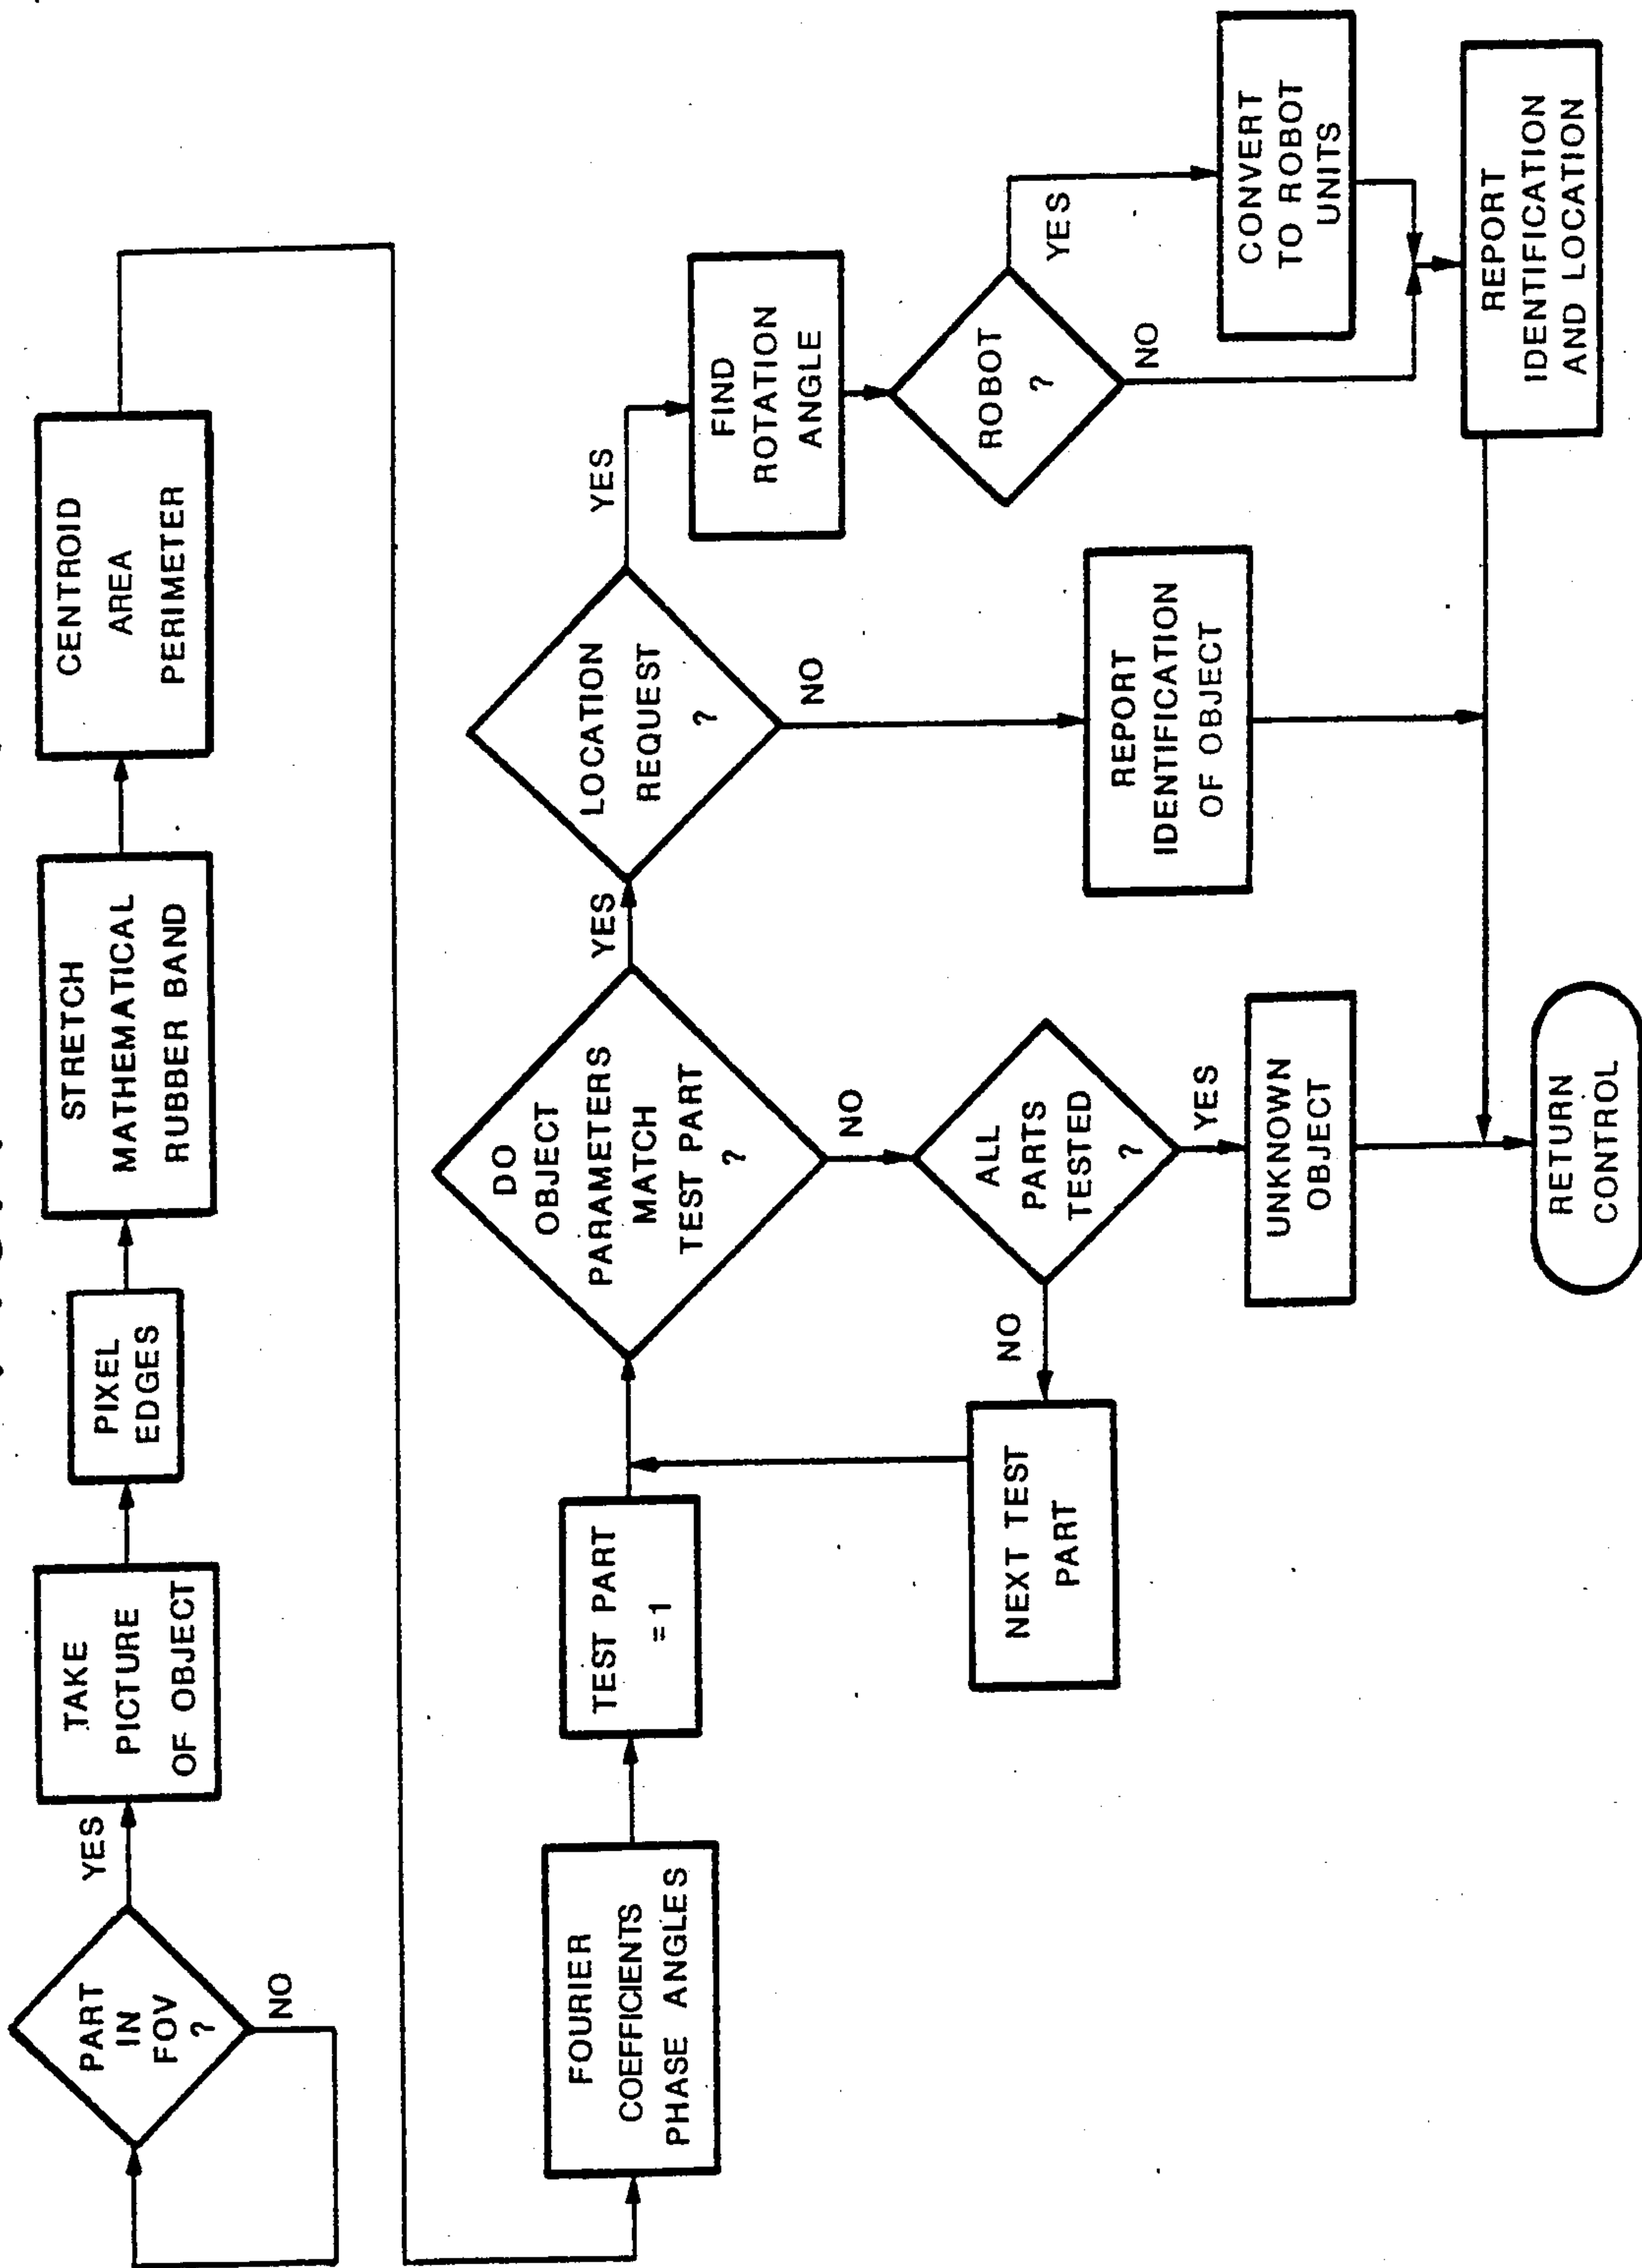 PART
IN
FOV
?
YES
NO
TAKE
PICTURE
OF OBJECT
PIXEL
EDGES
STRETCH
MATHEMATICAL
RUBBER BAND
CENTROID
AREA
PERIMETER
FOURIER
COEFFICIENTS
PHASE ANGLES
TEST PART
= 1
DO
OBJECT
PARAMETERS
MATCH
TEST PART
?
YES
NO
LOCATION
REQUEST
?
YES
NO
FIND
ROTATION
ANGLE
ROBOT
?
YES
NO
CONVERT
TO ROBOT
UNITS
REPORT
IDENTIFICATION
AND LOCATION
REPORT
IDENTIFICATION
OF OBJECT
ALL
PARTS
TESTED
?
NO
YES
NEXT TEST
PART
UNKNOWN
OBJECT
RETURN
CONTROL